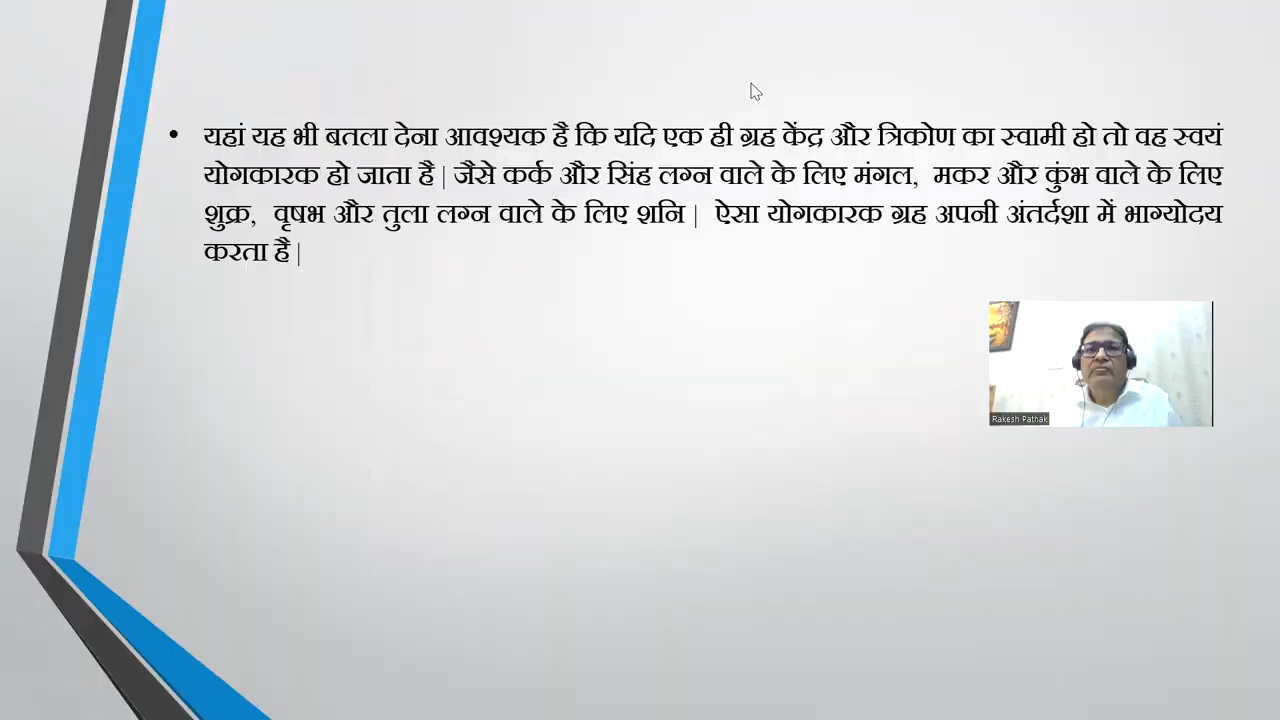 • यहां यह भी बतला देना आवश्यक है कि यदि एक ही ग्रह केंद्र और त्रिकोण का स्वामी हो तो वह स्वयं
योगकारक हो जाता है | जैसे कर्क और सिंह लग्न वाले के लिए मंगल, मकर और कुंभ वाले के लिए
शुक्र, वृषभ और तुला लग्न वाले के लिए शनि | ऐसा योगकारक ग्रह अपनी अंतर्दशा में भाग्योदय
करता है |
Rakesh Pathak